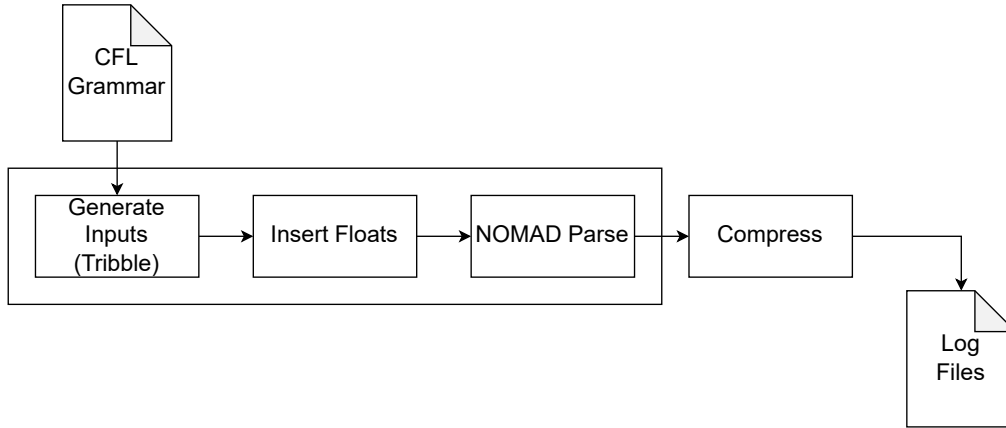 CFL
Grammar
Generate
Inputs
(Tribble)
Insert Floats
NOMAD Parse
Compress
Log
Files